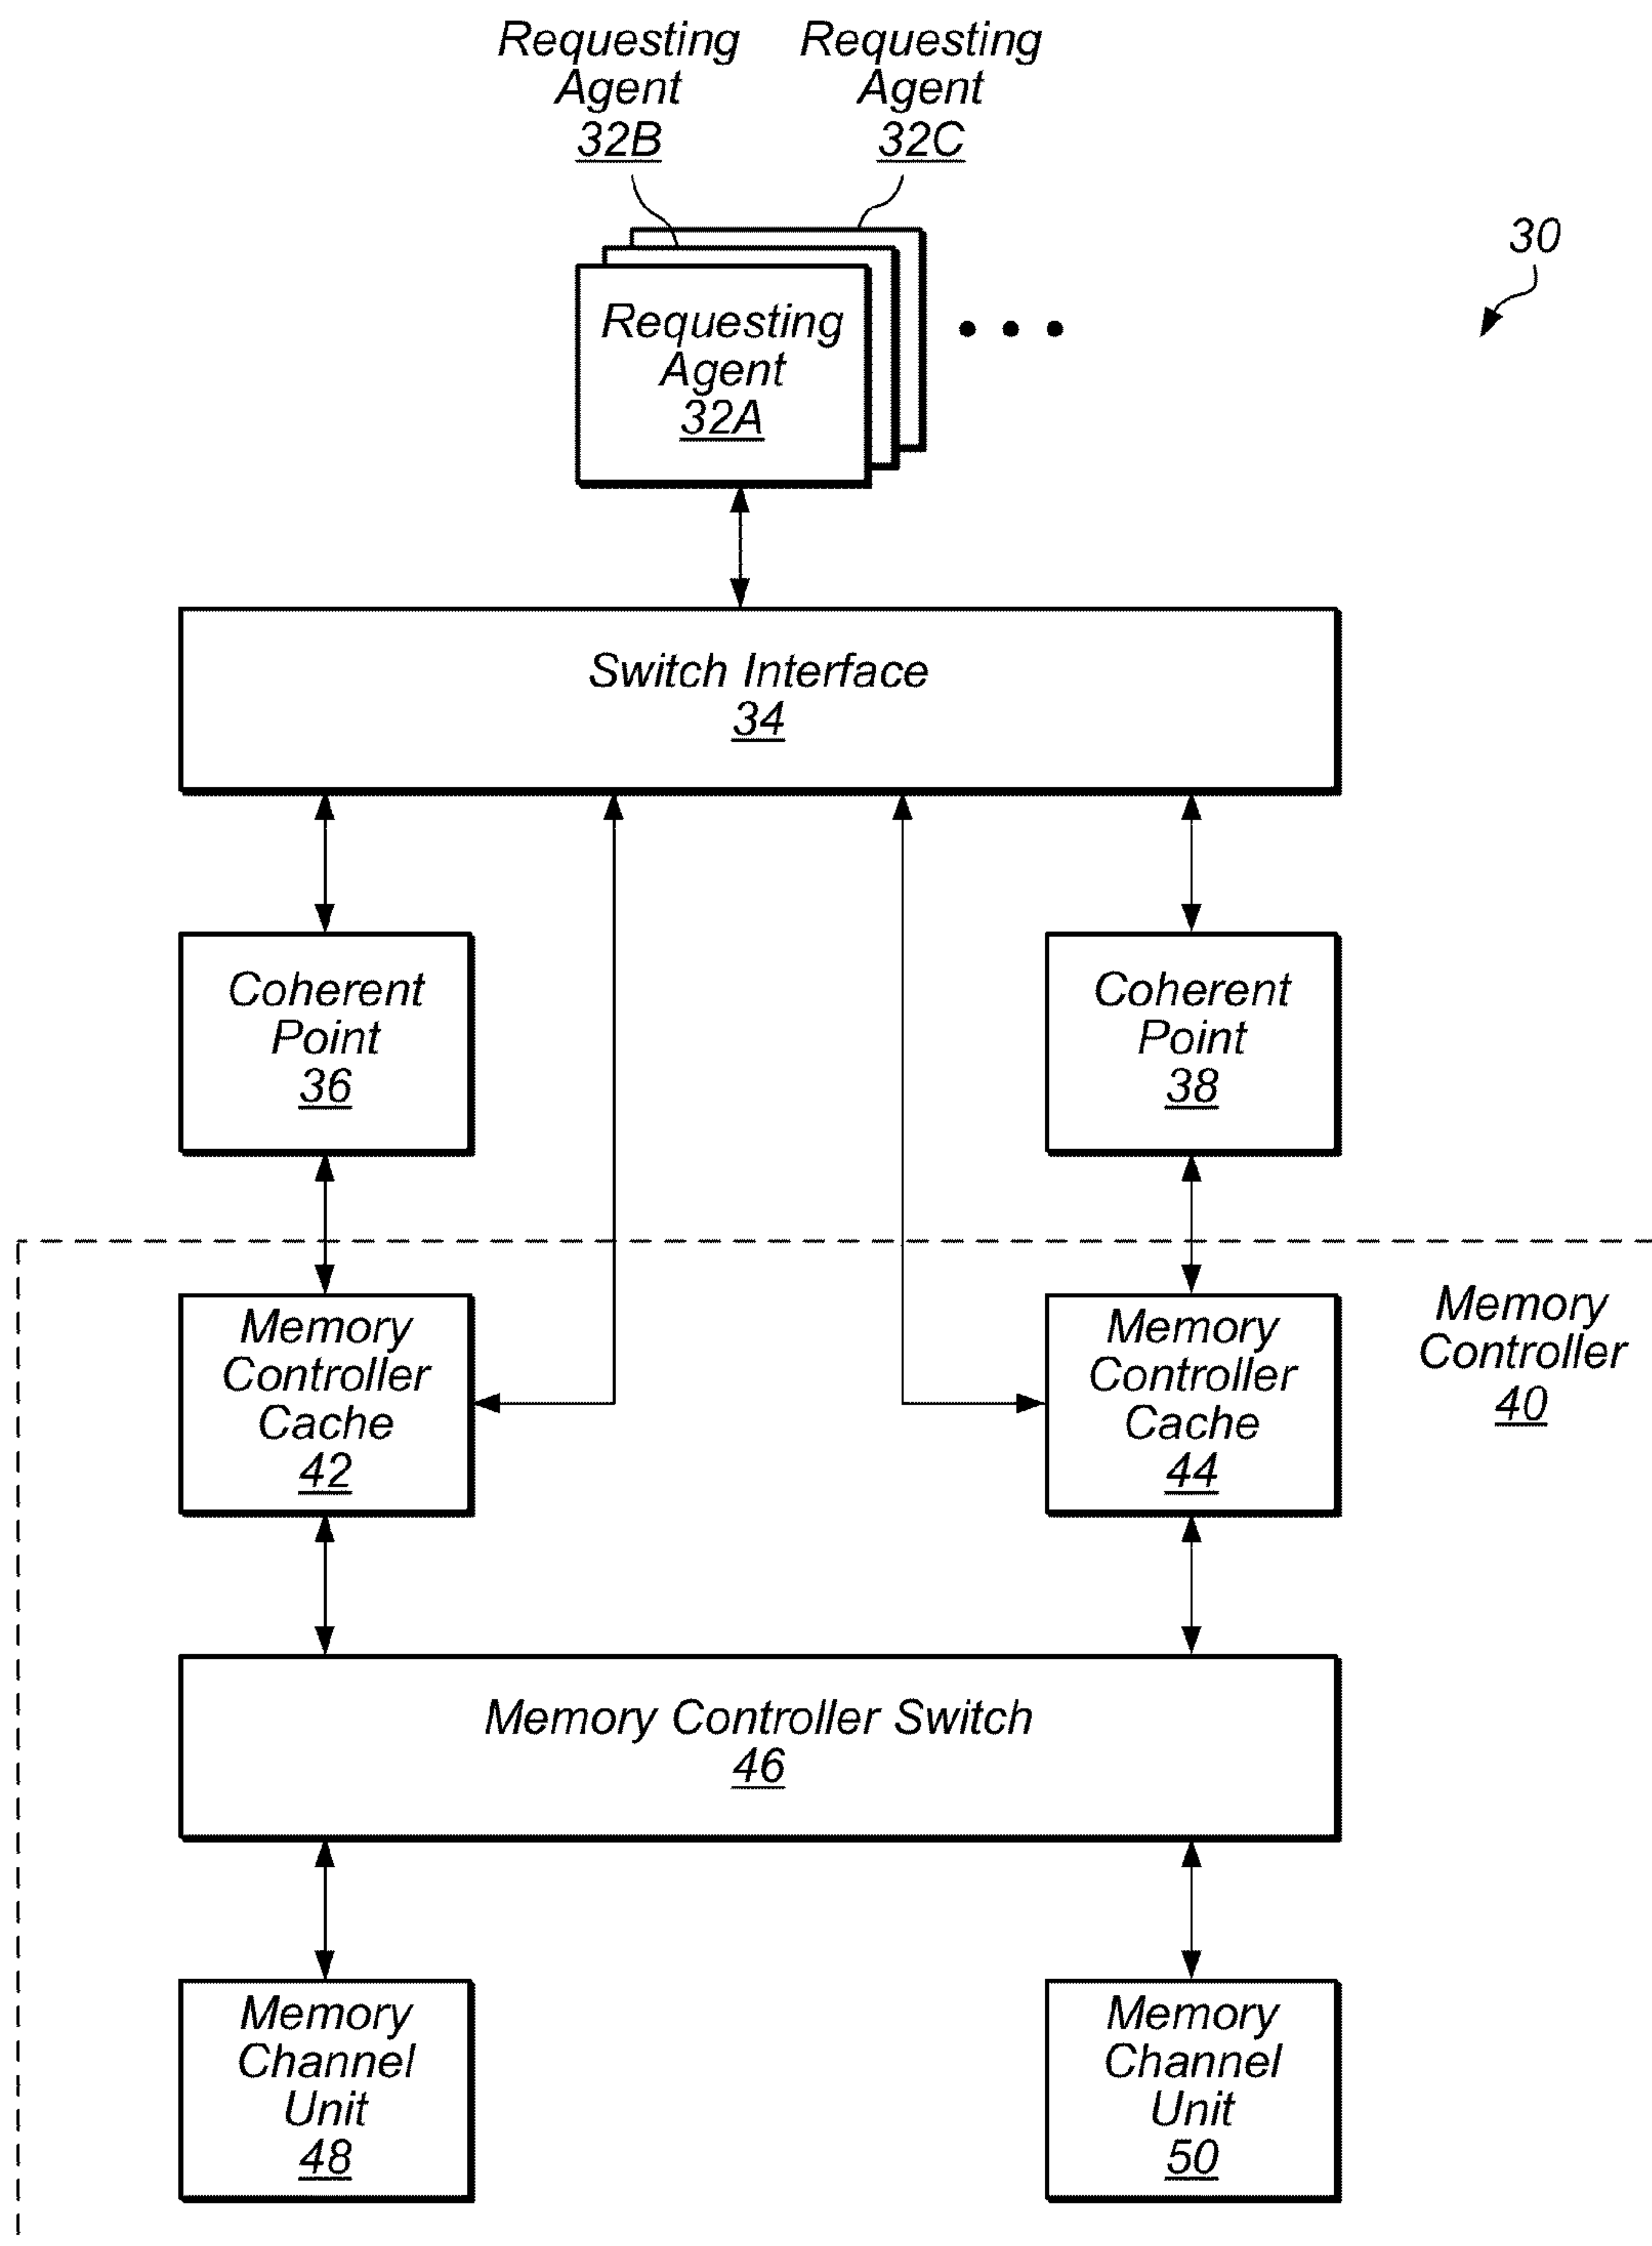 Requesting
Agent
32B
Requesting
Agent
32C
30
Requesting
Agent
32A
Switch Interface
34
Coherent
Point
36
Coherent
Point
38
Memory
Controller
Cache
42
Memory
Controller
Cache
44
Memory
Controller
40
Memory Controller Switch
46
Memory
Channel
Unit
48
Memory
Channel
Unit
50